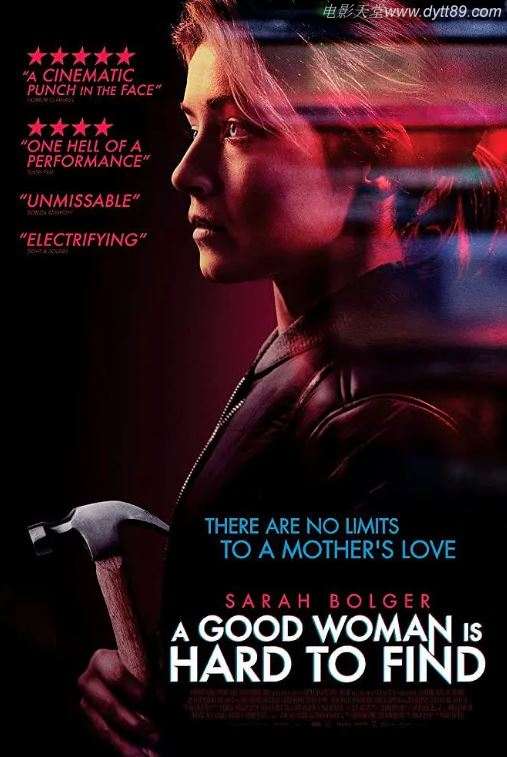 电影天堂www.dytt89.com
"A CINEMATIC
PUNCH IN THE FACE"
"ONE HELL OF A
PERFORMANCE"
"UNMISSABLE"
"ELECTRIFYING"
THERE ARE NO LIMITS
TO A MOTHER'S LOVE
SARAH BOLGER
A GOOD WOMAN IS
HARD TO FIND